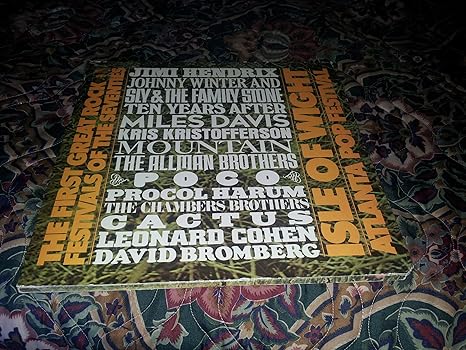 THE FIRST GREAT ROCK
FESTIVALS OF THE SEVENTIES
JIMI HENDRIX
JOHNNY WINTER AND
SLY & THE FAMILY STONE
TEN YEARS AFTER
MILES DAVIS
KRIS KRISTOFFERSON
MOUNTAIN
THE ALLMAN BROTHERS
POCO
PROCOL HARUM
THE CHAMBERS BROTHERS
CACTUS
LEONARD COHEN
DAVID BROMBERG
ISLE OF WIGHT
ATLANTA POP FESTIVAL